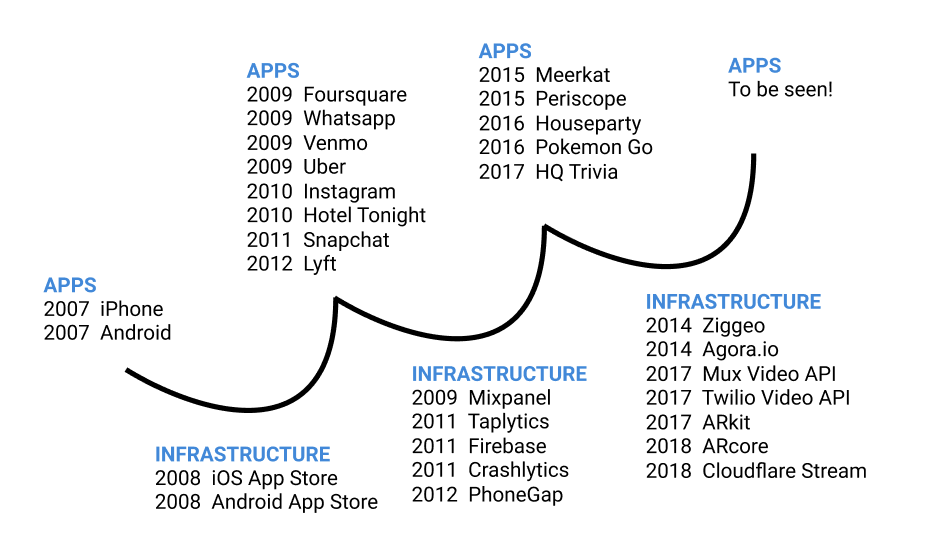 APPS
2007 iPhone
2007 Android
INFRASTRUCTURE
2008 iOS App Store
2008 Android App Store
APPS
2009 Foursquare
2009 Whatsapp
2009 Venmo
2009 Uber
2010 Instagram
2010 Hotel Tonight
2011 Snapchat
2012 Lyft
INFRASTRUCTURE
2009 Mixpanel
2011 Taplytics
2011 Firebase
2011 Crashlytics
2012 PhoneGap
APPS
2015 Meerkat
2015 Periscope
2016 Houseparty
2016 Pokemon Go
2017 HQ Trivia
INFRASTRUCTURE
2014 Ziggeo
2014 Agora.io
2017 Mux Video API
2017 Twilio Video API
2017 ARkit
2018 ARcore
2018 Cloudflare Stream
APPS
To be seen!